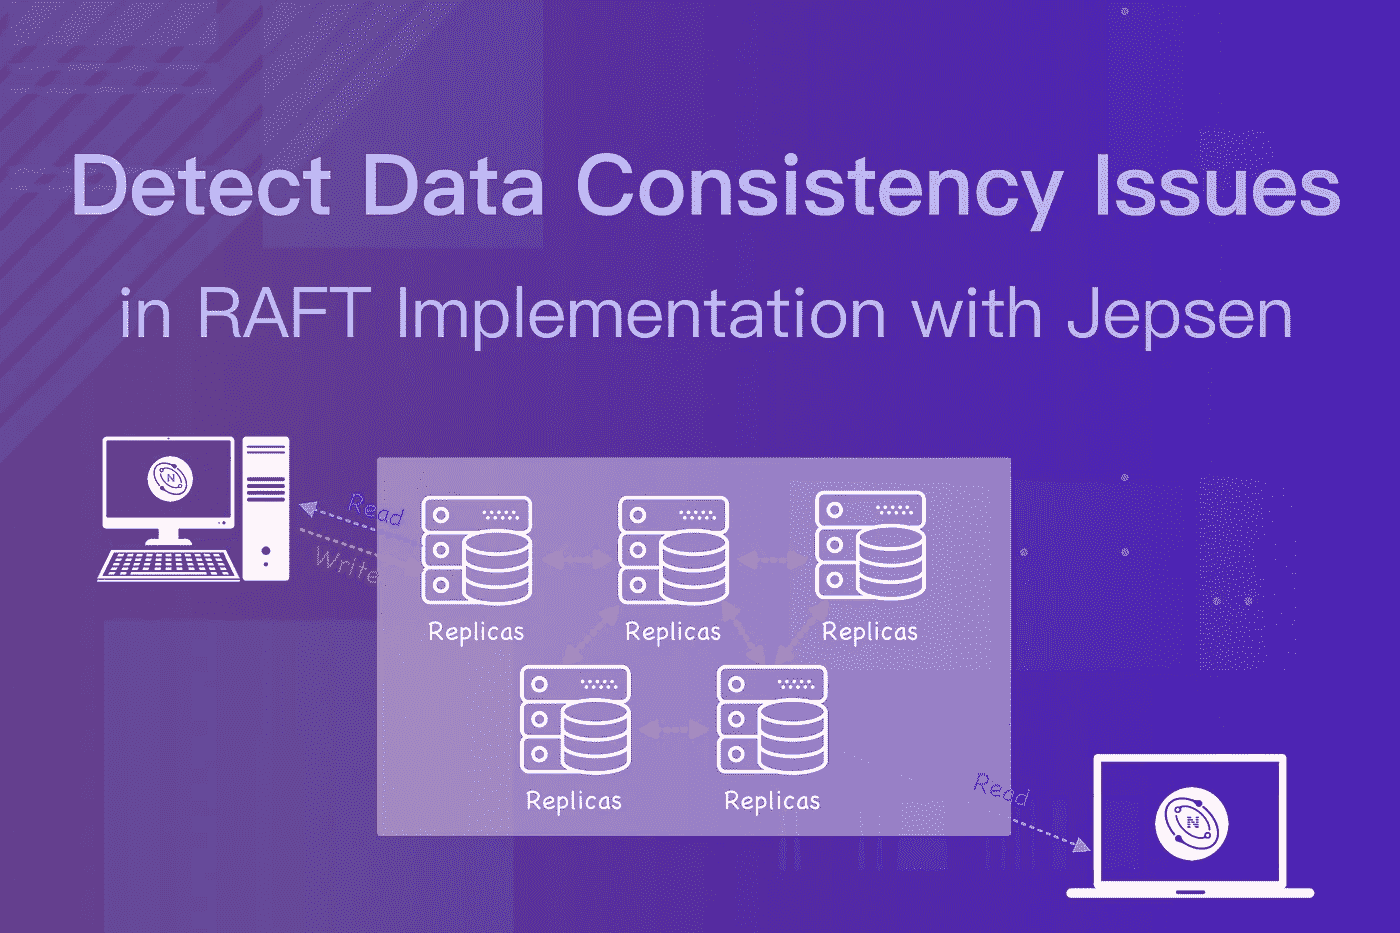 Detect Data Consistency Issues
in RAFT Implementation with Jepsen
N
Read
Write
Replicas
Replicas
Replicas
Replicas
Replicas
Read
N